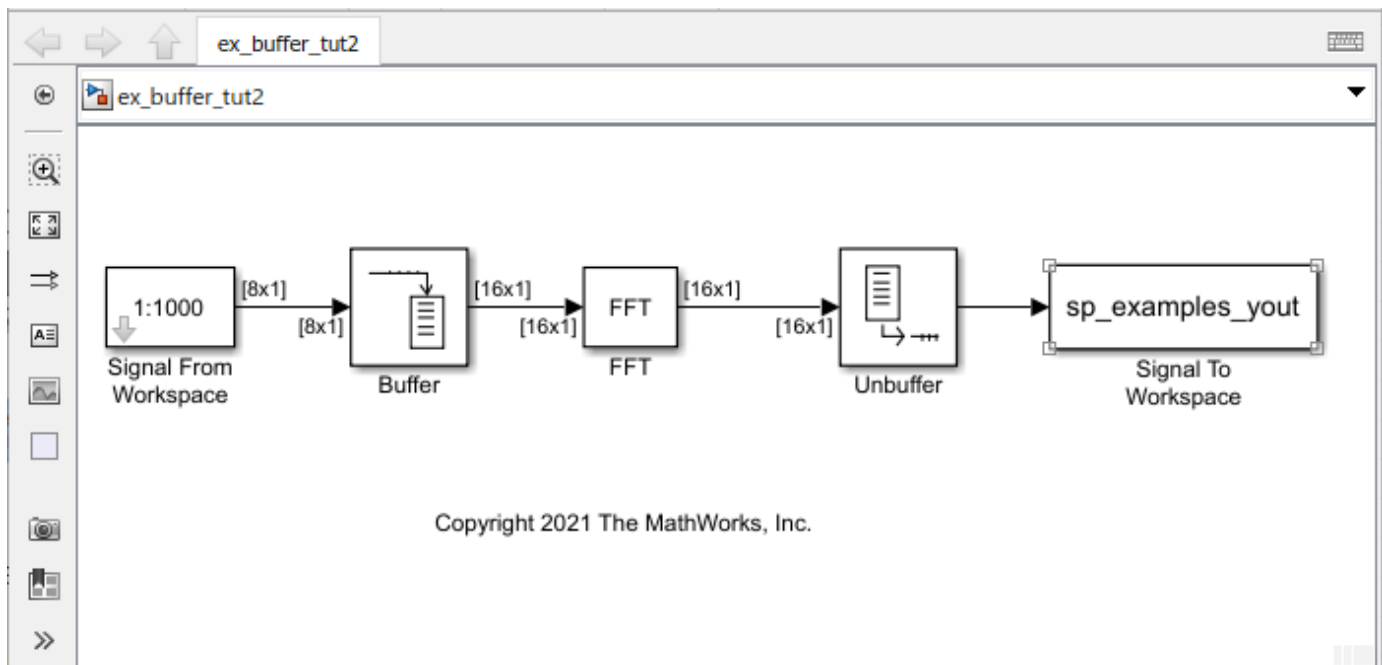 ex_buffer_tut2
ex_buffer_tut2
1:1000
Signal From
Workspace
[8x1]
[8x1]
Buffer
[16x1]
[16x1]
FFT
FFT
[16x1]
[16x1]
Unbuffer
sp_examples_yout
Signal To
Workspace
Copyright 2021 The MathWorks, Inc.